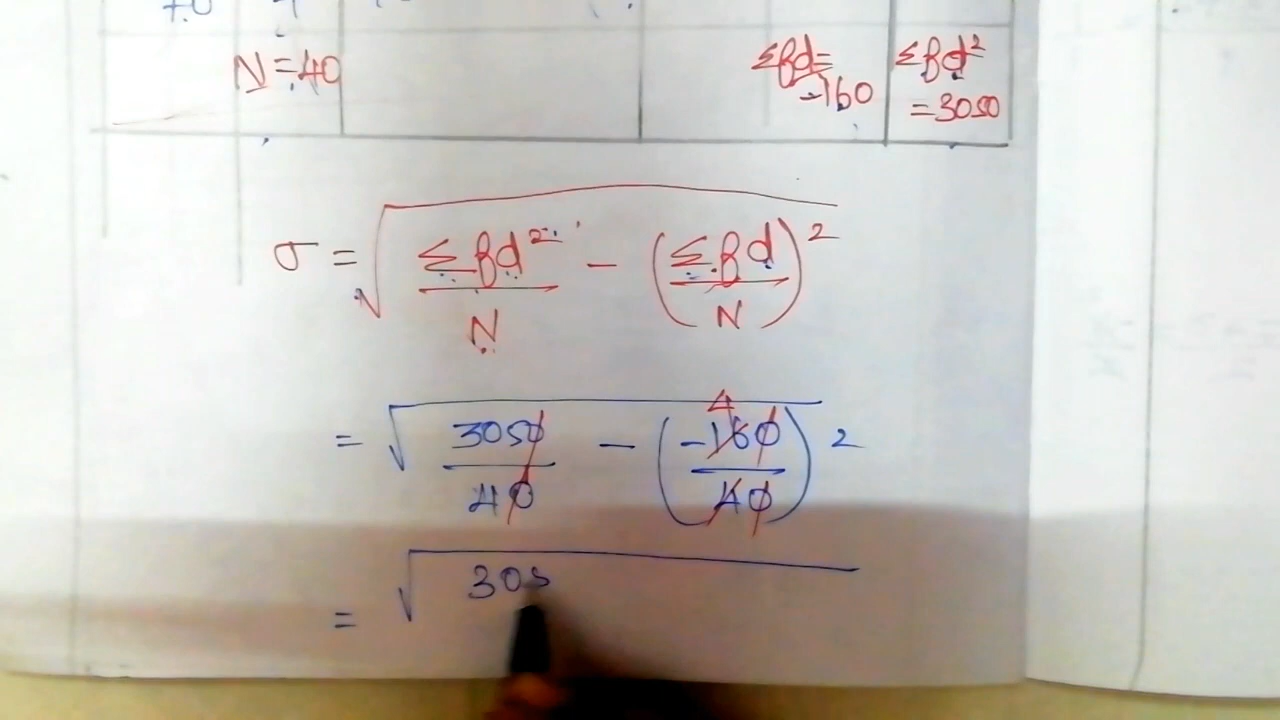 N = 40 Σfd = -160 Σfd² = 3050
σ = √ Σfd²/N - (Σfd/N)²
= √ 3050/40 - (-160/40)² 4
= √ 305